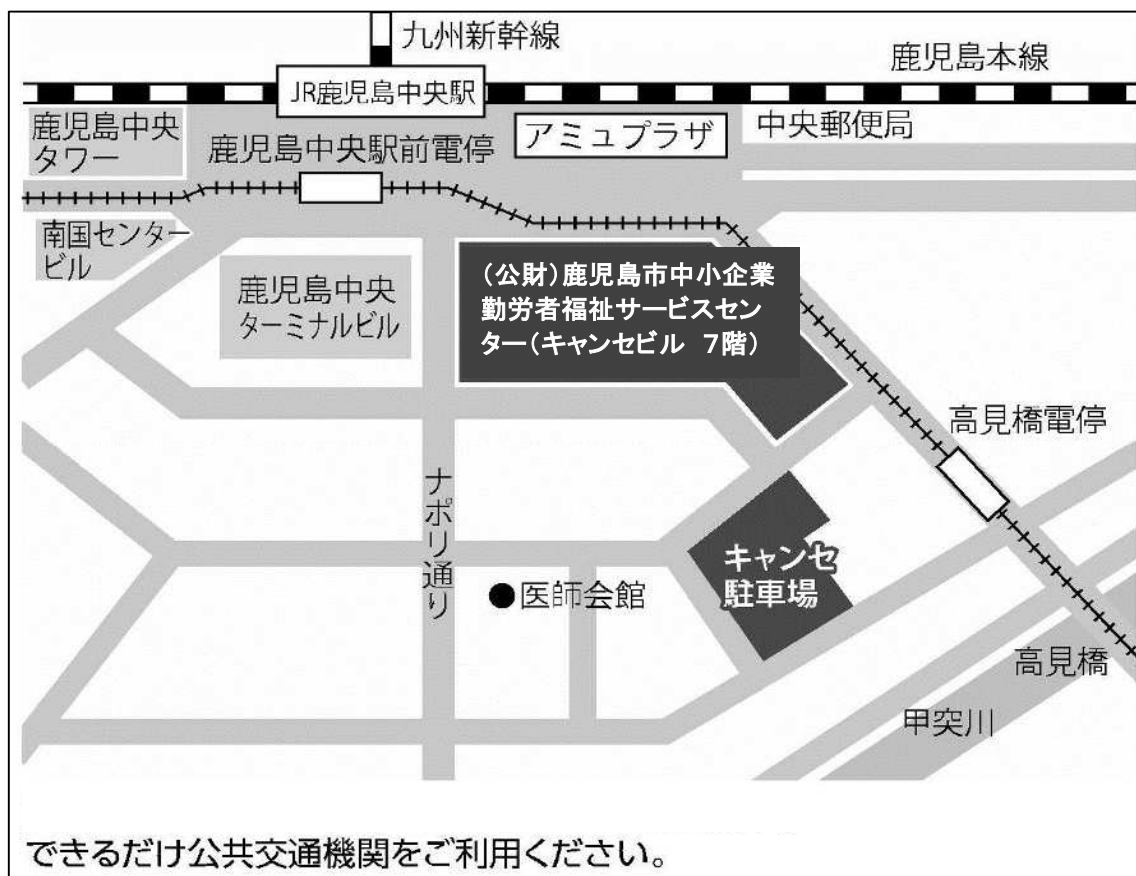 九州新幹線
鹿児島本線
JR鹿児島中央駅
鹿児島中央
タワー
鹿児島中央駅前電停
アミュプラザ
中央郵便局
南国センター
ビル
鹿児島中央
ターミナルビル
（公財）鹿児島市中小企業
勤労者福祉サービスセン
ター（キャンセビル　7階）
高見橋電停
ナポリ通り
キャンセ
駐車場
●医師会館
高見橋
甲突川
できるだけ公共交通機関をご利用ください。